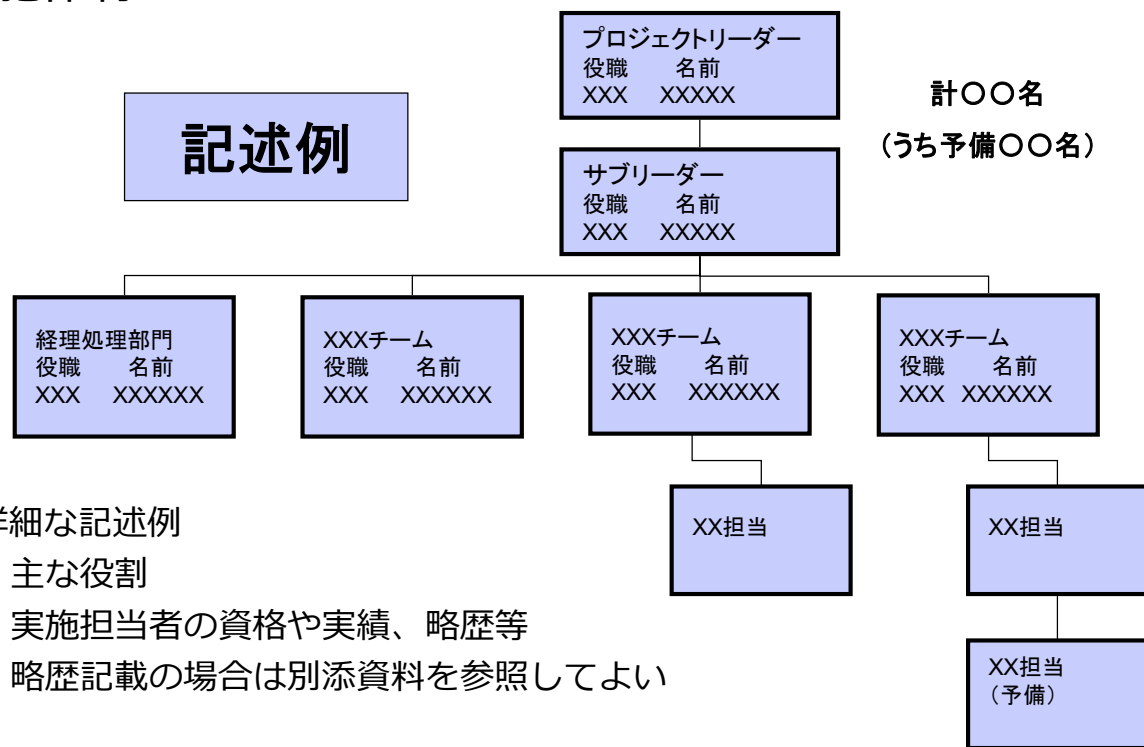 プロジェクトリーダー
役職 名前
XXX XXXXX
計〇〇名
(うち予備〇〇名)
記述例
サブリーダー
役職 名前
XXX XXXXX
経理処理部門
役職 名前
XXX XXXXXX
XXXチーム
役職 名前
XXX XXXXXX
XXXチーム
役職 名前
XXX XXXXXX
XXXチーム
役職 名前
XXX XXXXXX
XX担当
XX担当
細な記述例
主な役割
実施担当者の資格や実績、略歴等
略歴記載の場合は別添資料を参照してよい
XX担当
(予備)